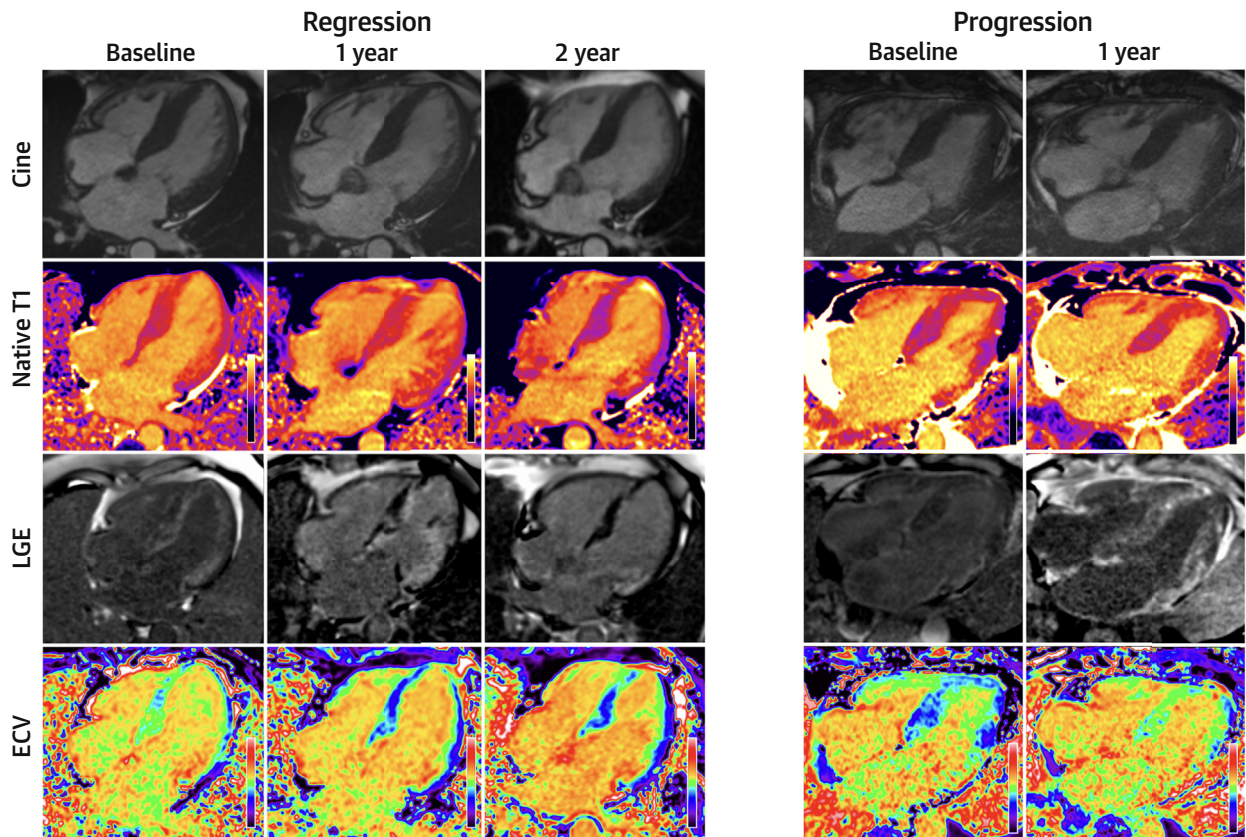 Regression
Progression
Baseline 1 year 2 year Baseline 1 year
Cine
Native T1
LGE
ECV